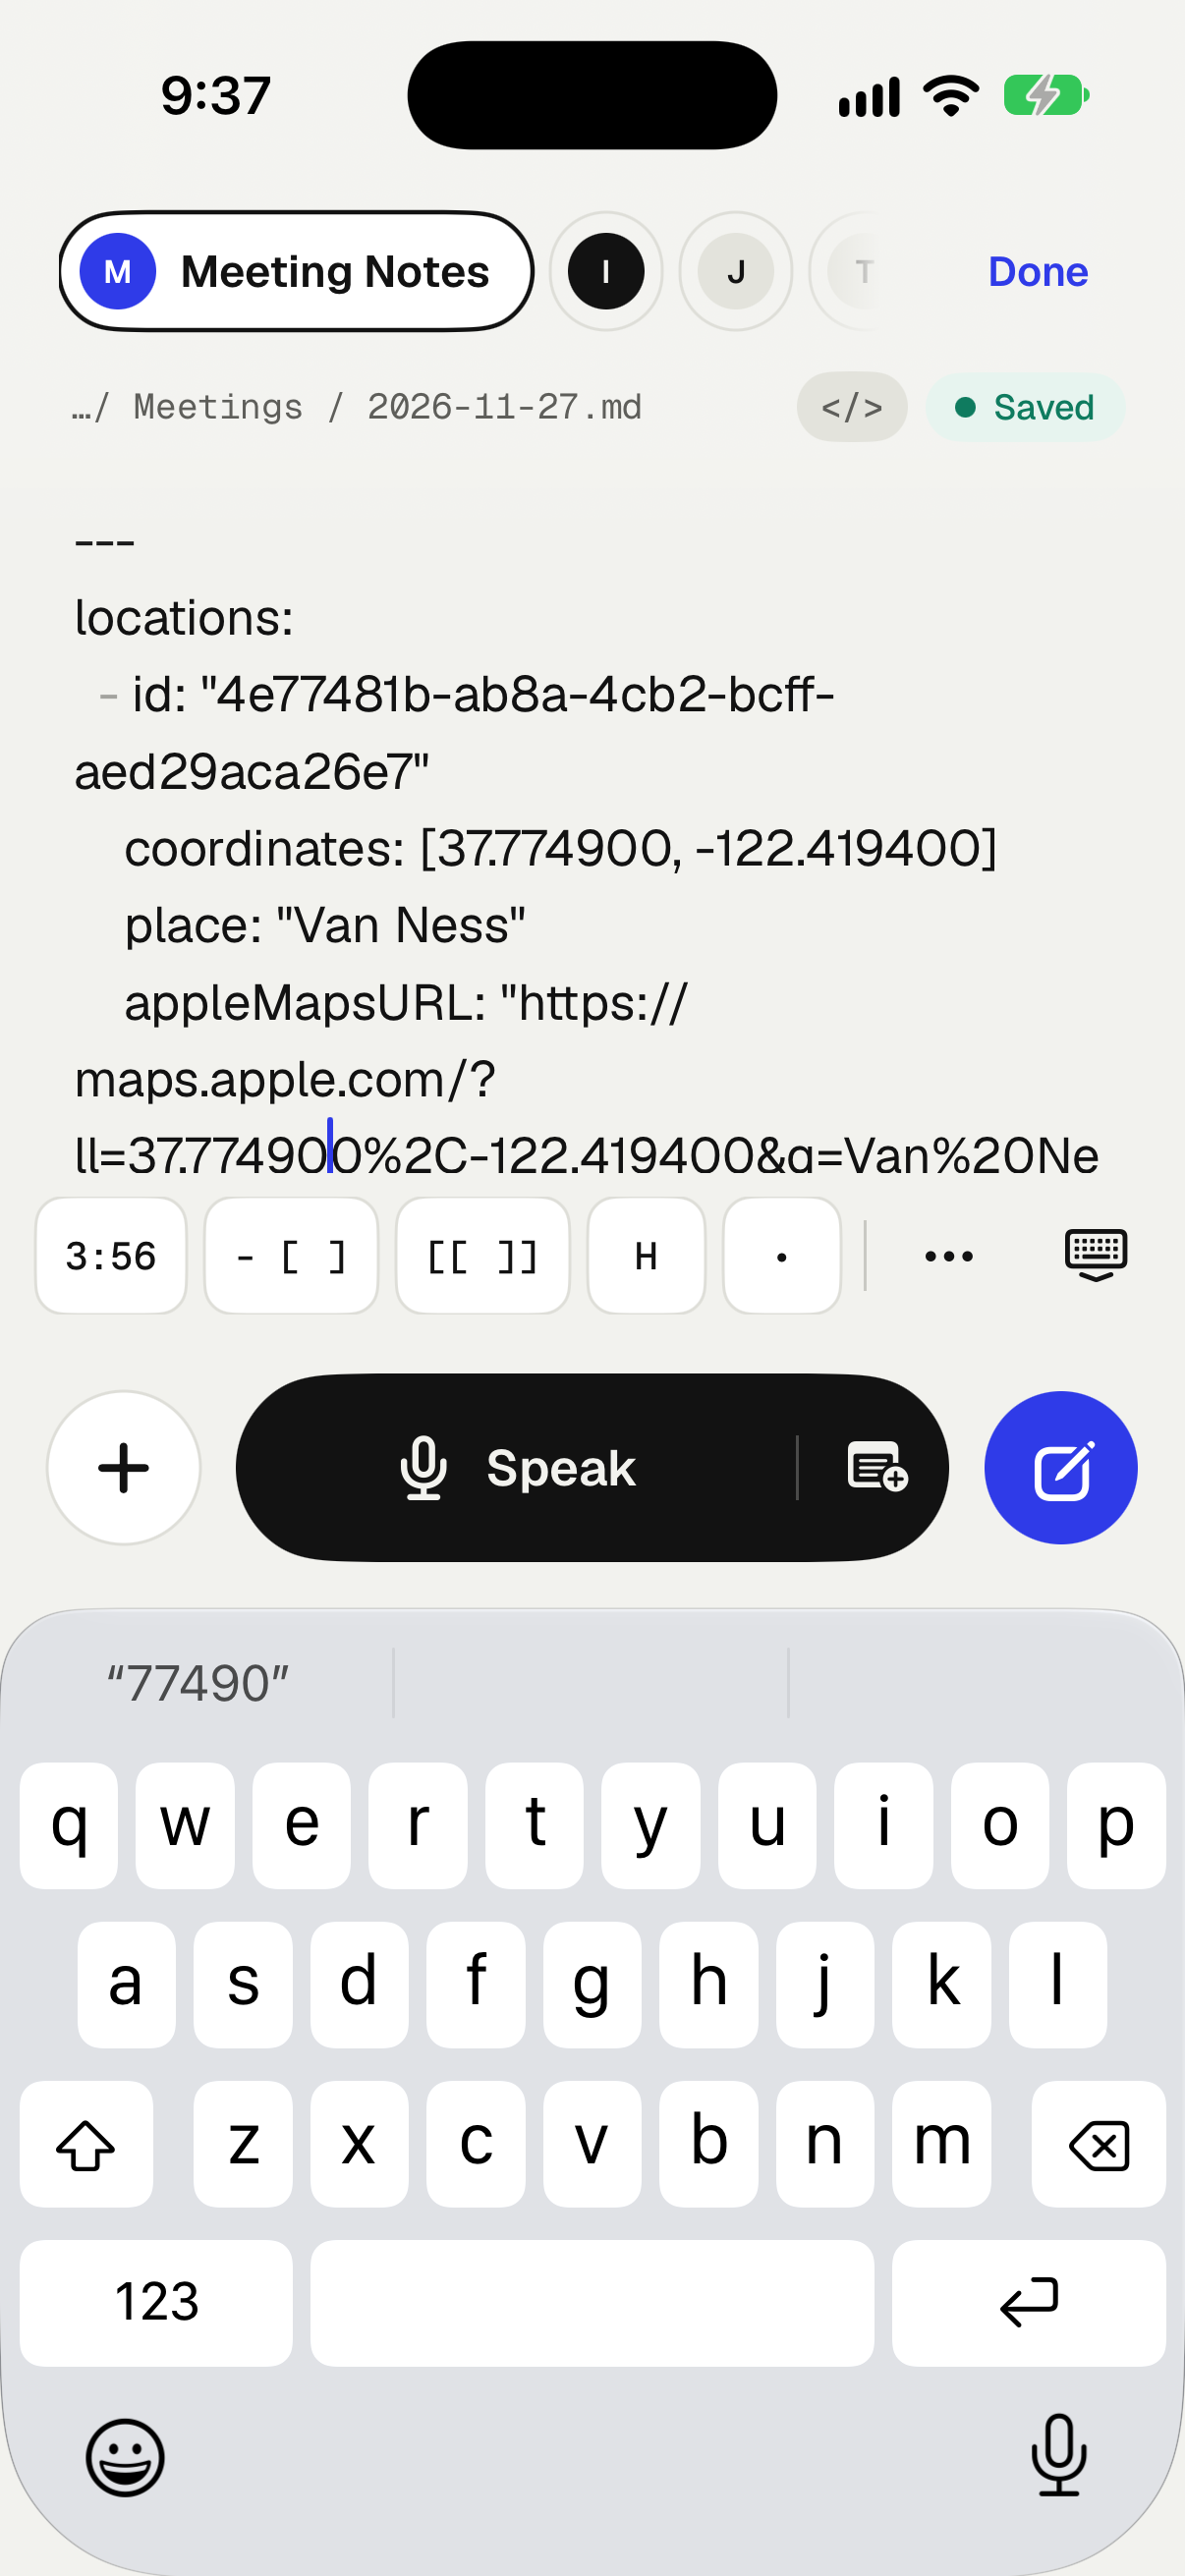 9:37
M Meeting Notes I J T Done
…/ Meetings / 2026-11-27.md </> Saved
---
locations:
- id: "4e77481b-ab8a-4cb2-bcff-
aed29aca26e7"
coordinates: [37.774900, -122.419400]
place: "Van Ness"
appleMapsURL: "https://
maps.apple.com/?
ll=37.774900%2C-122.419400&q=Van%20Ne
3:56 - [ ] [[ ]] H • •••
+ Speak
“77490”
q w e r t y u i o p
a s d f g h j k l
z x c v b n m
123